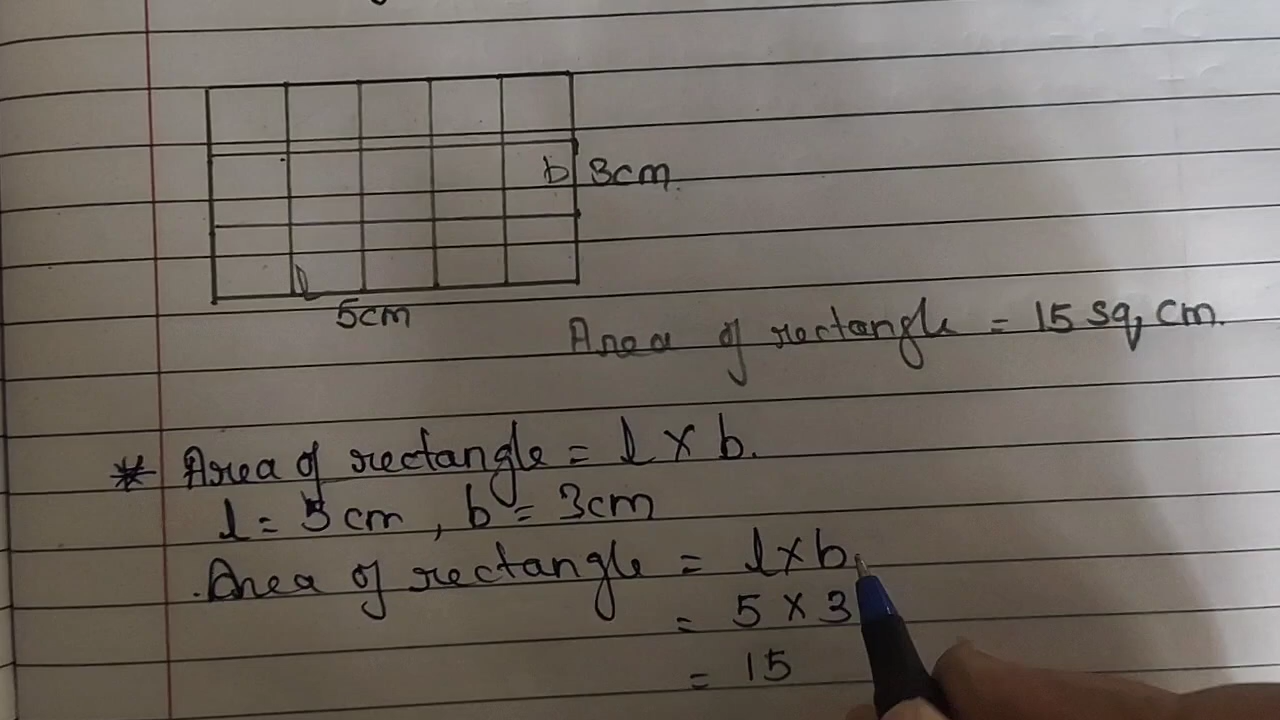 b 3cm
l
5cm
Area of rectangle = 15 sq, cm.
* Area of rectangle = l × b.
l = 5 cm, b = 3cm
Area of rectangle = l × b
= 5 × 3
= 15